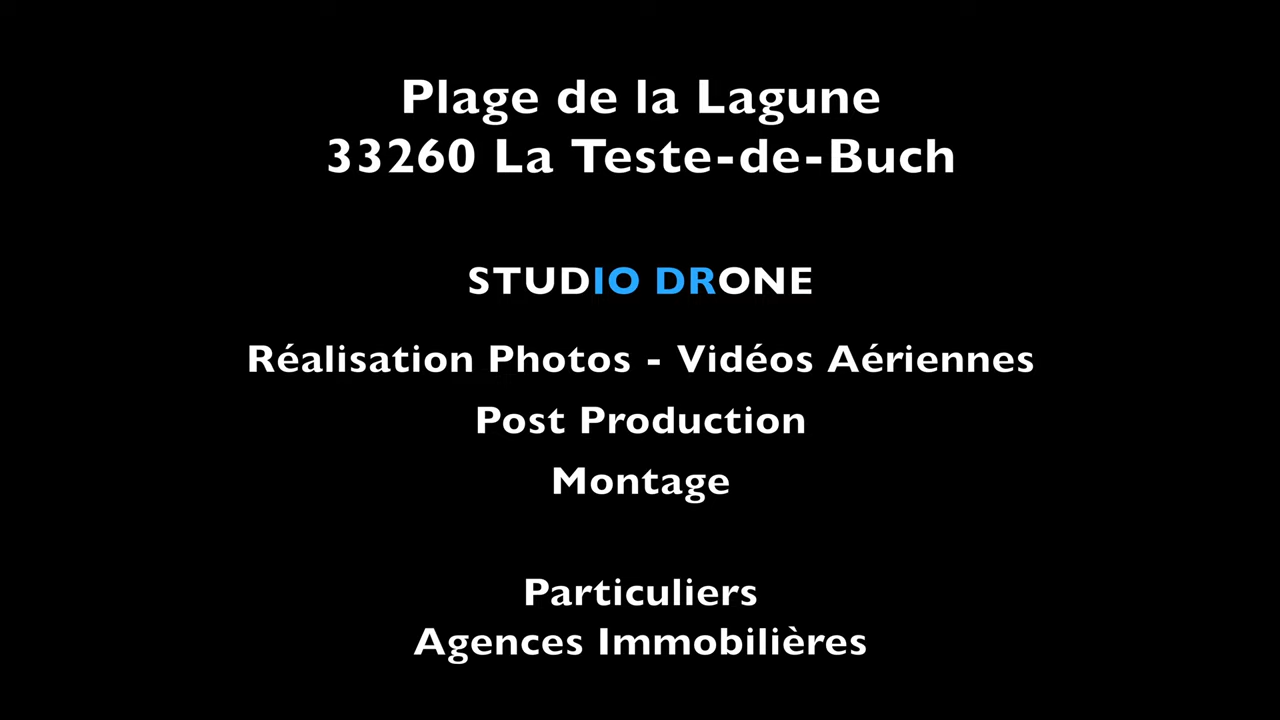 Plage de la Lagune
33260 La Teste-de-Buch
STUDIO DRONE
Réalisation Photos - Vidéos Aériennes
Post Production
Montage
Particuliers
Agences Immobilières